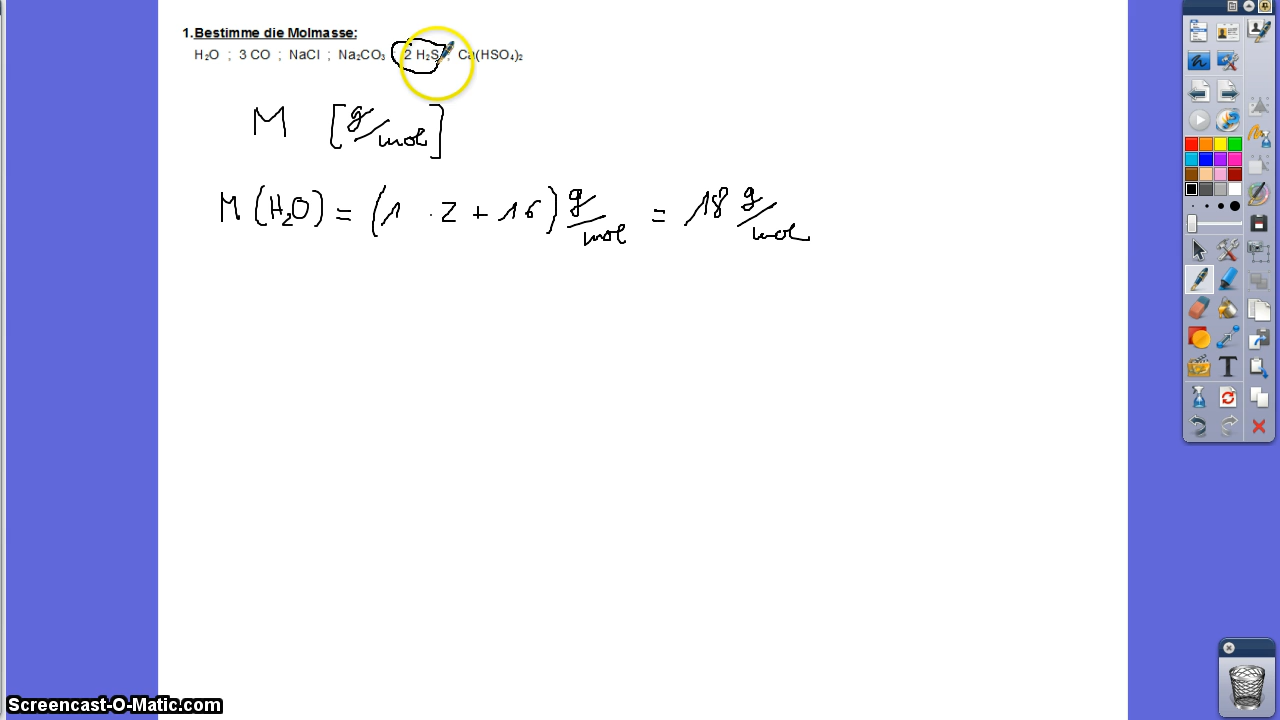 1.Bestimme die Molmasse:
H₂O ; 3 CO ; NaCl ; Na₂CO₃ ; 2 H₂S ; Ca(HSO₄)₂
M [g/mol]
M(H₂O) = (1 · 2 + 16) g/mol = 18 g/mol
Screencast-O-Matic.com